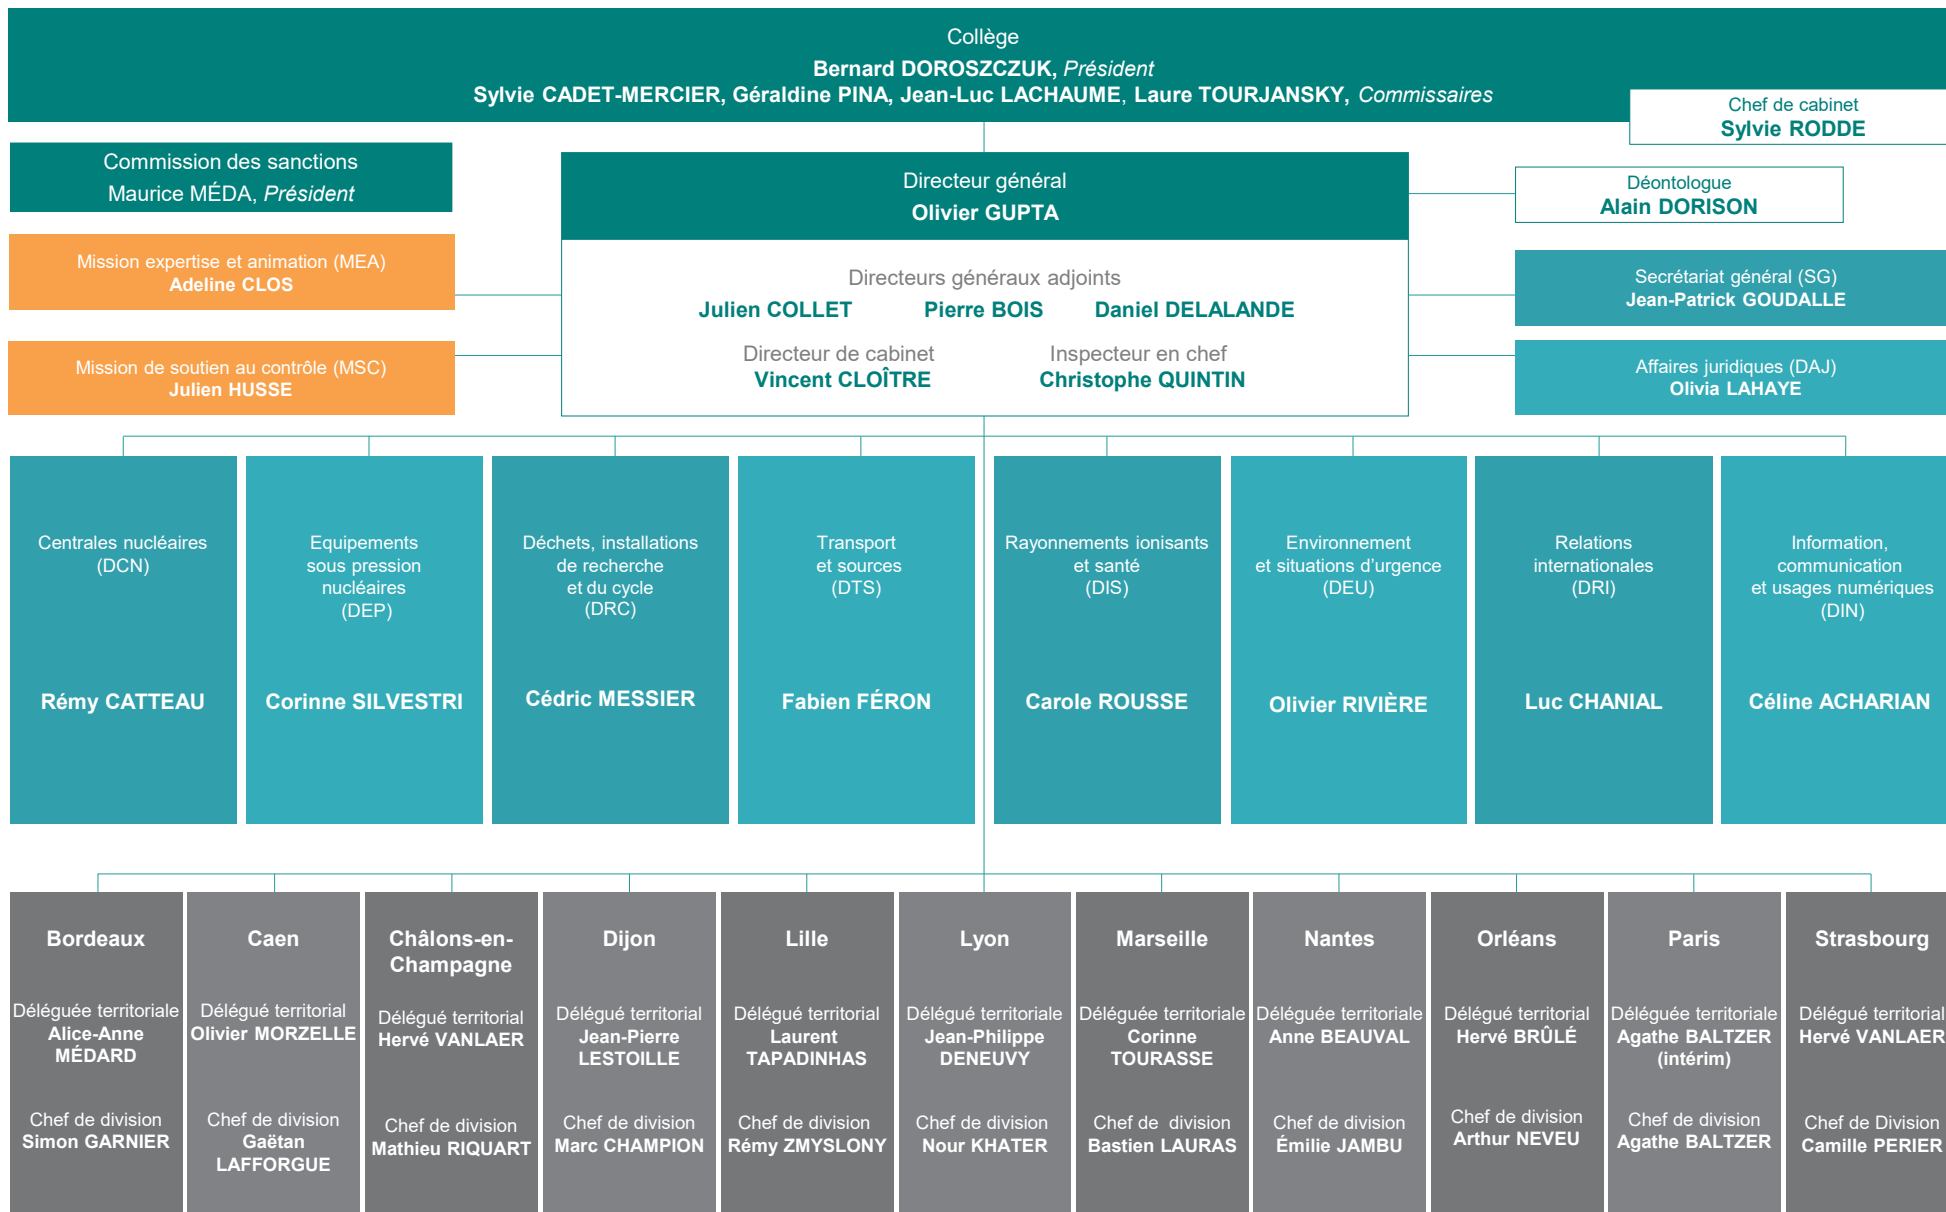 Collège
Bernard DOROSZCZUK, Président
Sylvie CADET-MERCIER, Géraldine PINA, Jean-Luc LACHAUME, Laure TOURJANSKY, Commissaires
Chef de cabinet
Sylvie RODDE
Commission des sanctions
Maurice MÉDA, Président
Directeur général
Olivier GUPTA
Déontologue
Alain DORISON
Mission expertise et animation (MEA)
Adeline CLOS
Directeurs généraux adjoints
Julien COLLET Pierre BOIS Daniel DELALANDE
Secrétariat général (SG)
Jean-Patrick GOUDALLE
Mission de soutien au contrôle (MSC)
Julien HUSSE
Directeur de cabinet
Vincent CLOÎTRE
Inspecteur en chef
Christophe QUINTIN
Affaires juridiques (DAJ)
Olivia LAHAYE
Centrales nucléaires
(DCN)
Rémy CATTEAU
Equipements
sous pression
nucléaires
(DEP)
Corinne SILVESTRI
Déchets, installations
de recherche
et du cycle
(DRC)
Cédric MESSIER
Transport
et sources
(DTS)
Fabien FÉRON
Rayonnements ionisants
et santé
(DIS)
Carole ROUSSE
Environnement
et situations d’urgence
(DEU)
Olivier RIVIÈRE
Relations
internationales
(DRI)
Luc CHANIAL
Information,
communication
et usages numériques
(DIN)
Céline ACHARIAN
Bordeaux
Déléguée territoriale
Alice-Anne
MÉDARD
Chef de division
Simon GARNIER
Caen
Délégué territorial
Olivier MORZELLE
Chef de division
Gaëtan
LAFFORGUE
Châlons-en-
Champagne
Délégué territorial
Hervé VANLAER
Chef de division
Mathieu RIQUART
Dijon
Délégué territorial
Jean-Pierre
LESTOILLE
Chef de division
Marc CHAMPION
Lille
Délégué territorial
Laurent
TAPADINHAS
Chef de division
Rémy ZMYSLONY
Lyon
Délégué territoriale
Jean-Philippe
DENEUVY
Chef de division
Nour KHATER
Marseille
Déléguée territoriale
Corinne
TOURASSE
Chef de division
Bastien LAURAS
Nantes
Déléguée territoriale
Anne BEAUVAL
Chef de division
Émilie JAMBU
Orléans
Délégué territorial
Hervé BRÛLÉ
Chef de division
Arthur NEVEU
Paris
Déléguée territoriale
Agathe BALTZER
(intérim)
Chef de division
Agathe BALTZER
Strasbourg
Délégué territorial
Hervé VANLAER
Chef de Division
Camille PERIER